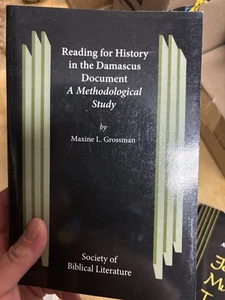 Reading for History
in the Damascus
Document
A Methodological
Study
by
Maxine L. Grossman
Society of
Biblical Literature